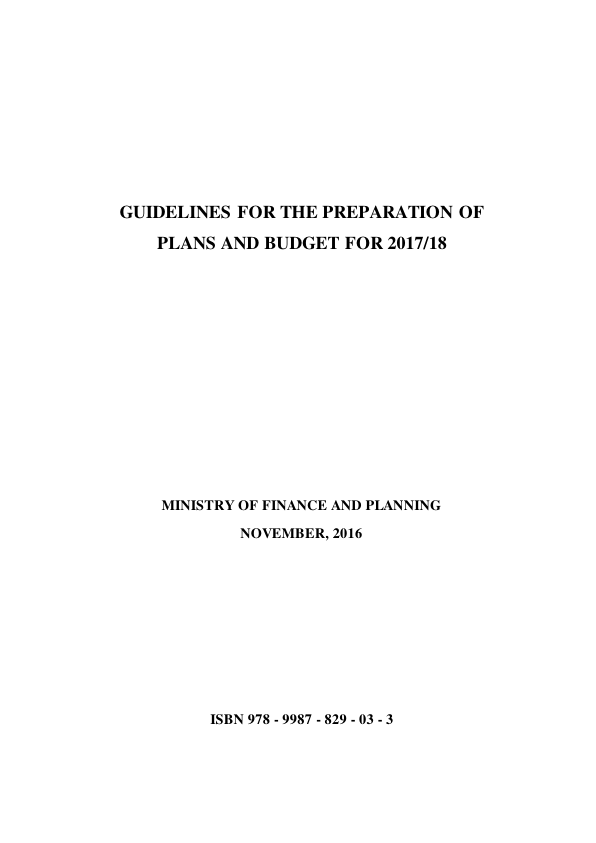 GUIDELINES FOR THE PREPARATION OF
PLANS AND BUDGET FOR 2017/18
MINISTRY OF FINANCE AND PLANNING
NOVEMBER, 2016
ISBN 978 - 9987 - 829 - 03 - 3